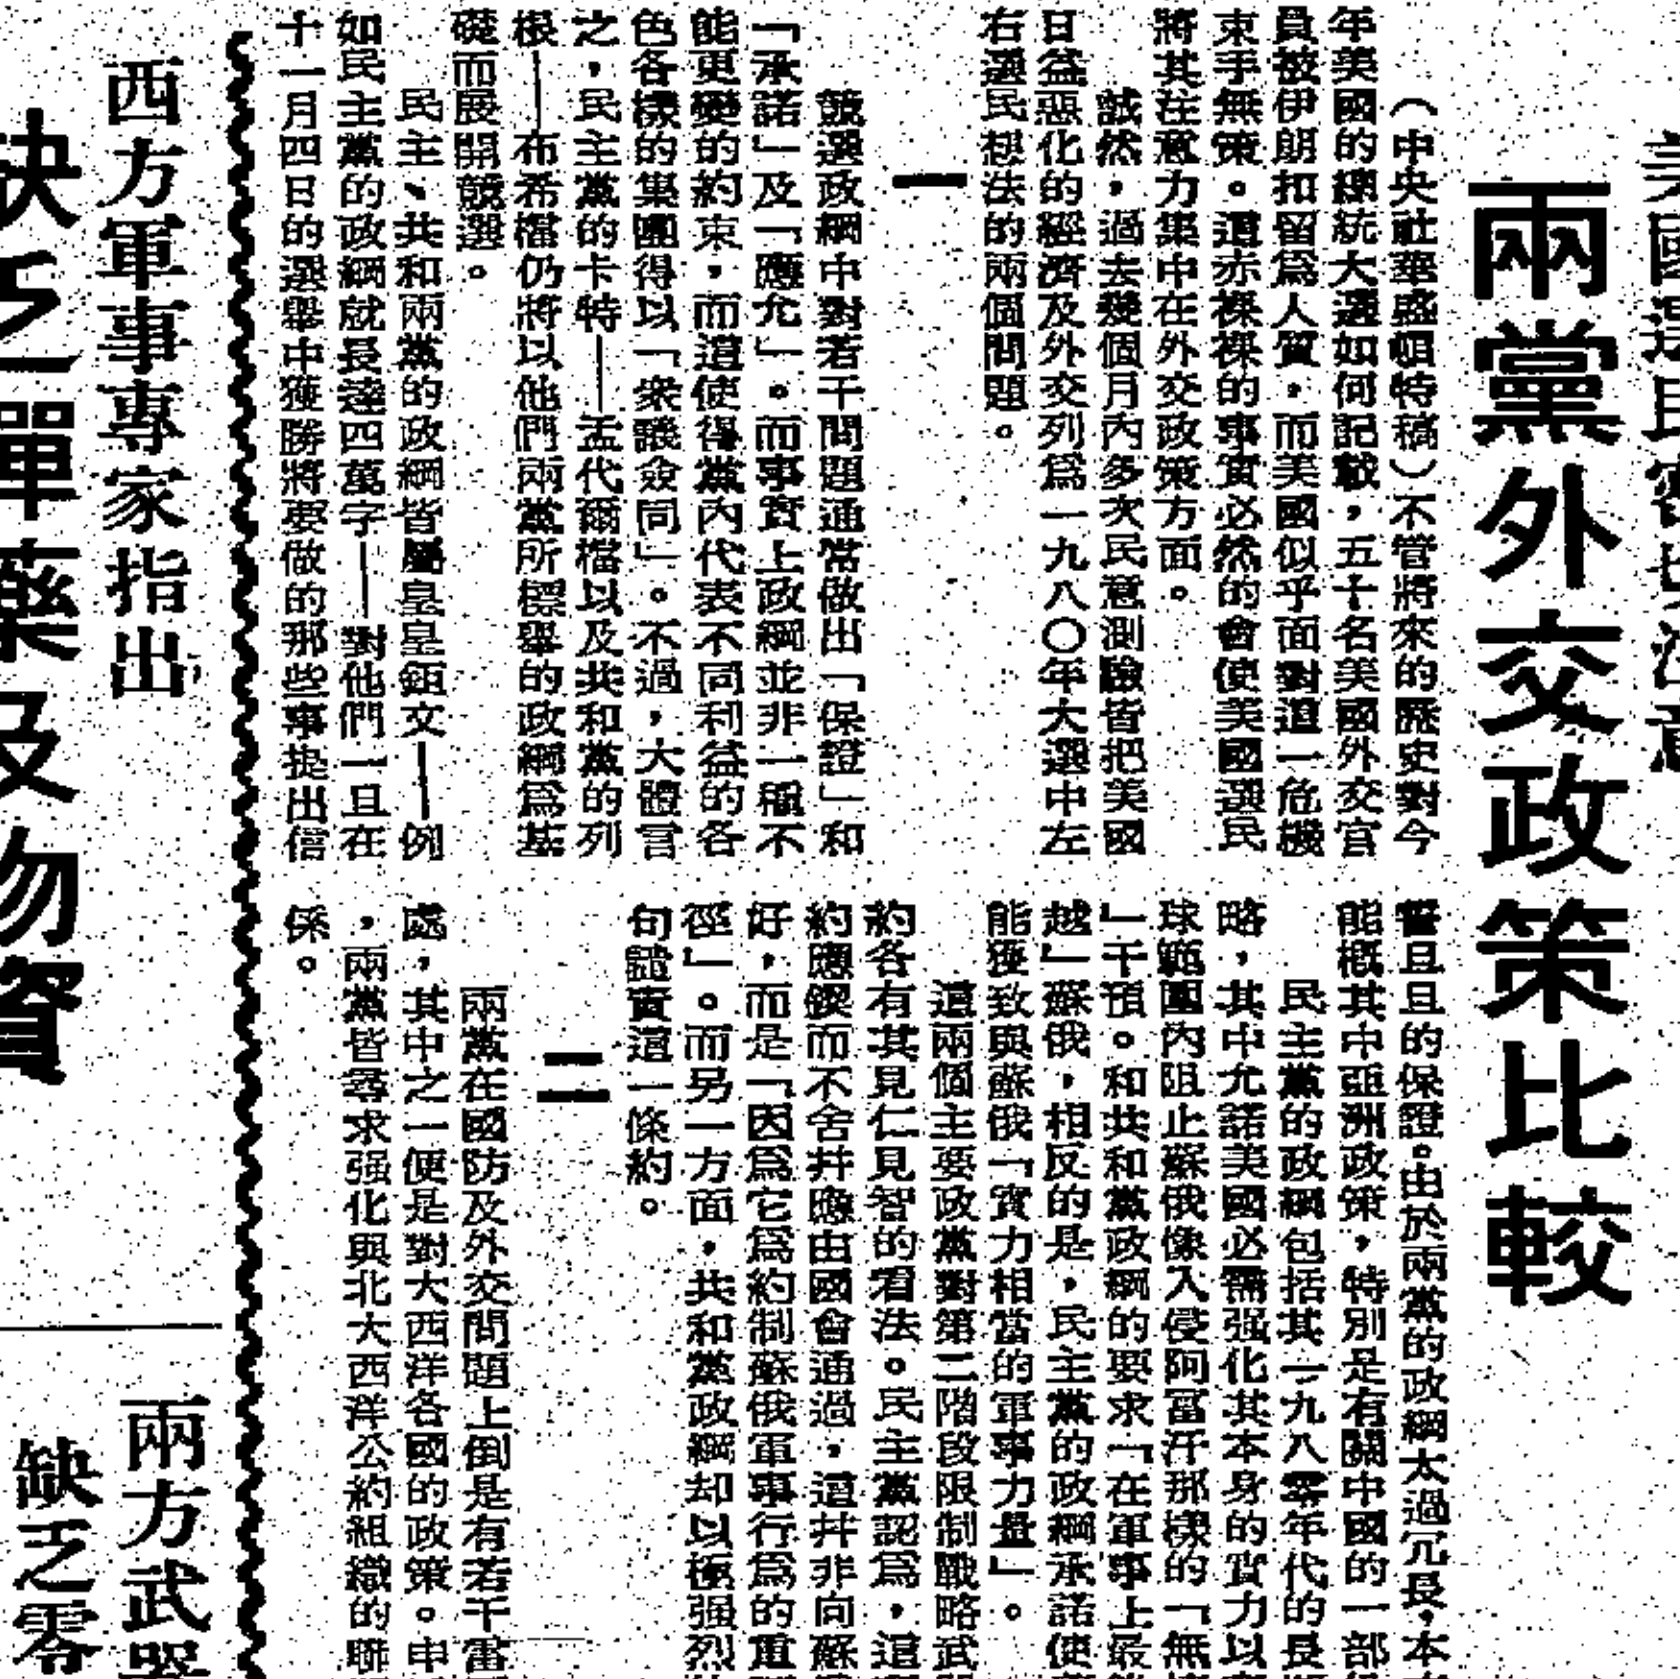 兩黨外交政策比較
（中央社華盛頓特稿）不管將來的歷史對今
年美國的總統大選如何記載，五十名美國外交官
員被伊朗扣留爲人質，而美國似乎面對這一危機
束手無策。這赤裸裸的事實必然的會使美國選民
將其注意力集中在外交政策方面。
誠然，過去幾個月內多次民意測驗皆把美國
日益惡化的經濟及外交列爲一九八〇年大選中左
右選民想法的兩個問題。
一
競選政綱中對若干問題通常做出「保證」和
「承諾」及「應允」。而事實上政綱並非一種不
能更變的約束，而這使得黨內代表不同利益的各
色各樣的集團得以「衆議僉同」。不過，大體言
之，民主黨的卡特——孟代爾檔以及共和黨的列
根——布希檔仍將以他們兩黨所標舉的政綱爲基
礎而展開競選。
民主、共和兩黨的政綱皆屬皇皇鉅文——例
如民主黨的政綱就長達四萬字——對他們一旦在
十一月四日的選舉中獲勝將要做的那些事提出信
誓旦旦的保證。由於兩黨的政綱太過冗長，本
能概其中亞洲政策，特別是有關中國的一部
民主黨的政綱包括其一九八零年代的長
略，其中允諾美國必需强化其本身的實力以
球範圍內阻止蘇俄像入侵阿富汗那樣的「無
」干預。和共和黨政綱的要求「在軍事上最
越」蘇俄，相反的是，民主黨的政綱承諾使
能獲致與蘇俄「實力相當的軍事力量」。
這兩個主要政黨對第二階段限制戰略武
約各有其見仁見智的看法。民主黨認爲，這
約應鍥而不舍幷應由國會通過，這幷非向蘇
好，而是「因爲它爲約制蘇俄軍事行爲的重
徑」。而另一方面，共和黨政綱却以極强烈
句譴責這一條約。
二
兩黨在國防及外交問題上倒是有若干雷
處，其中之一便是對大西洋各國的政策。申
，兩黨皆尋求强化與北大西洋公約組織的聯
係。
西方軍事專家指出
缺乏彈藥及物資
兩方武器
缺乏零